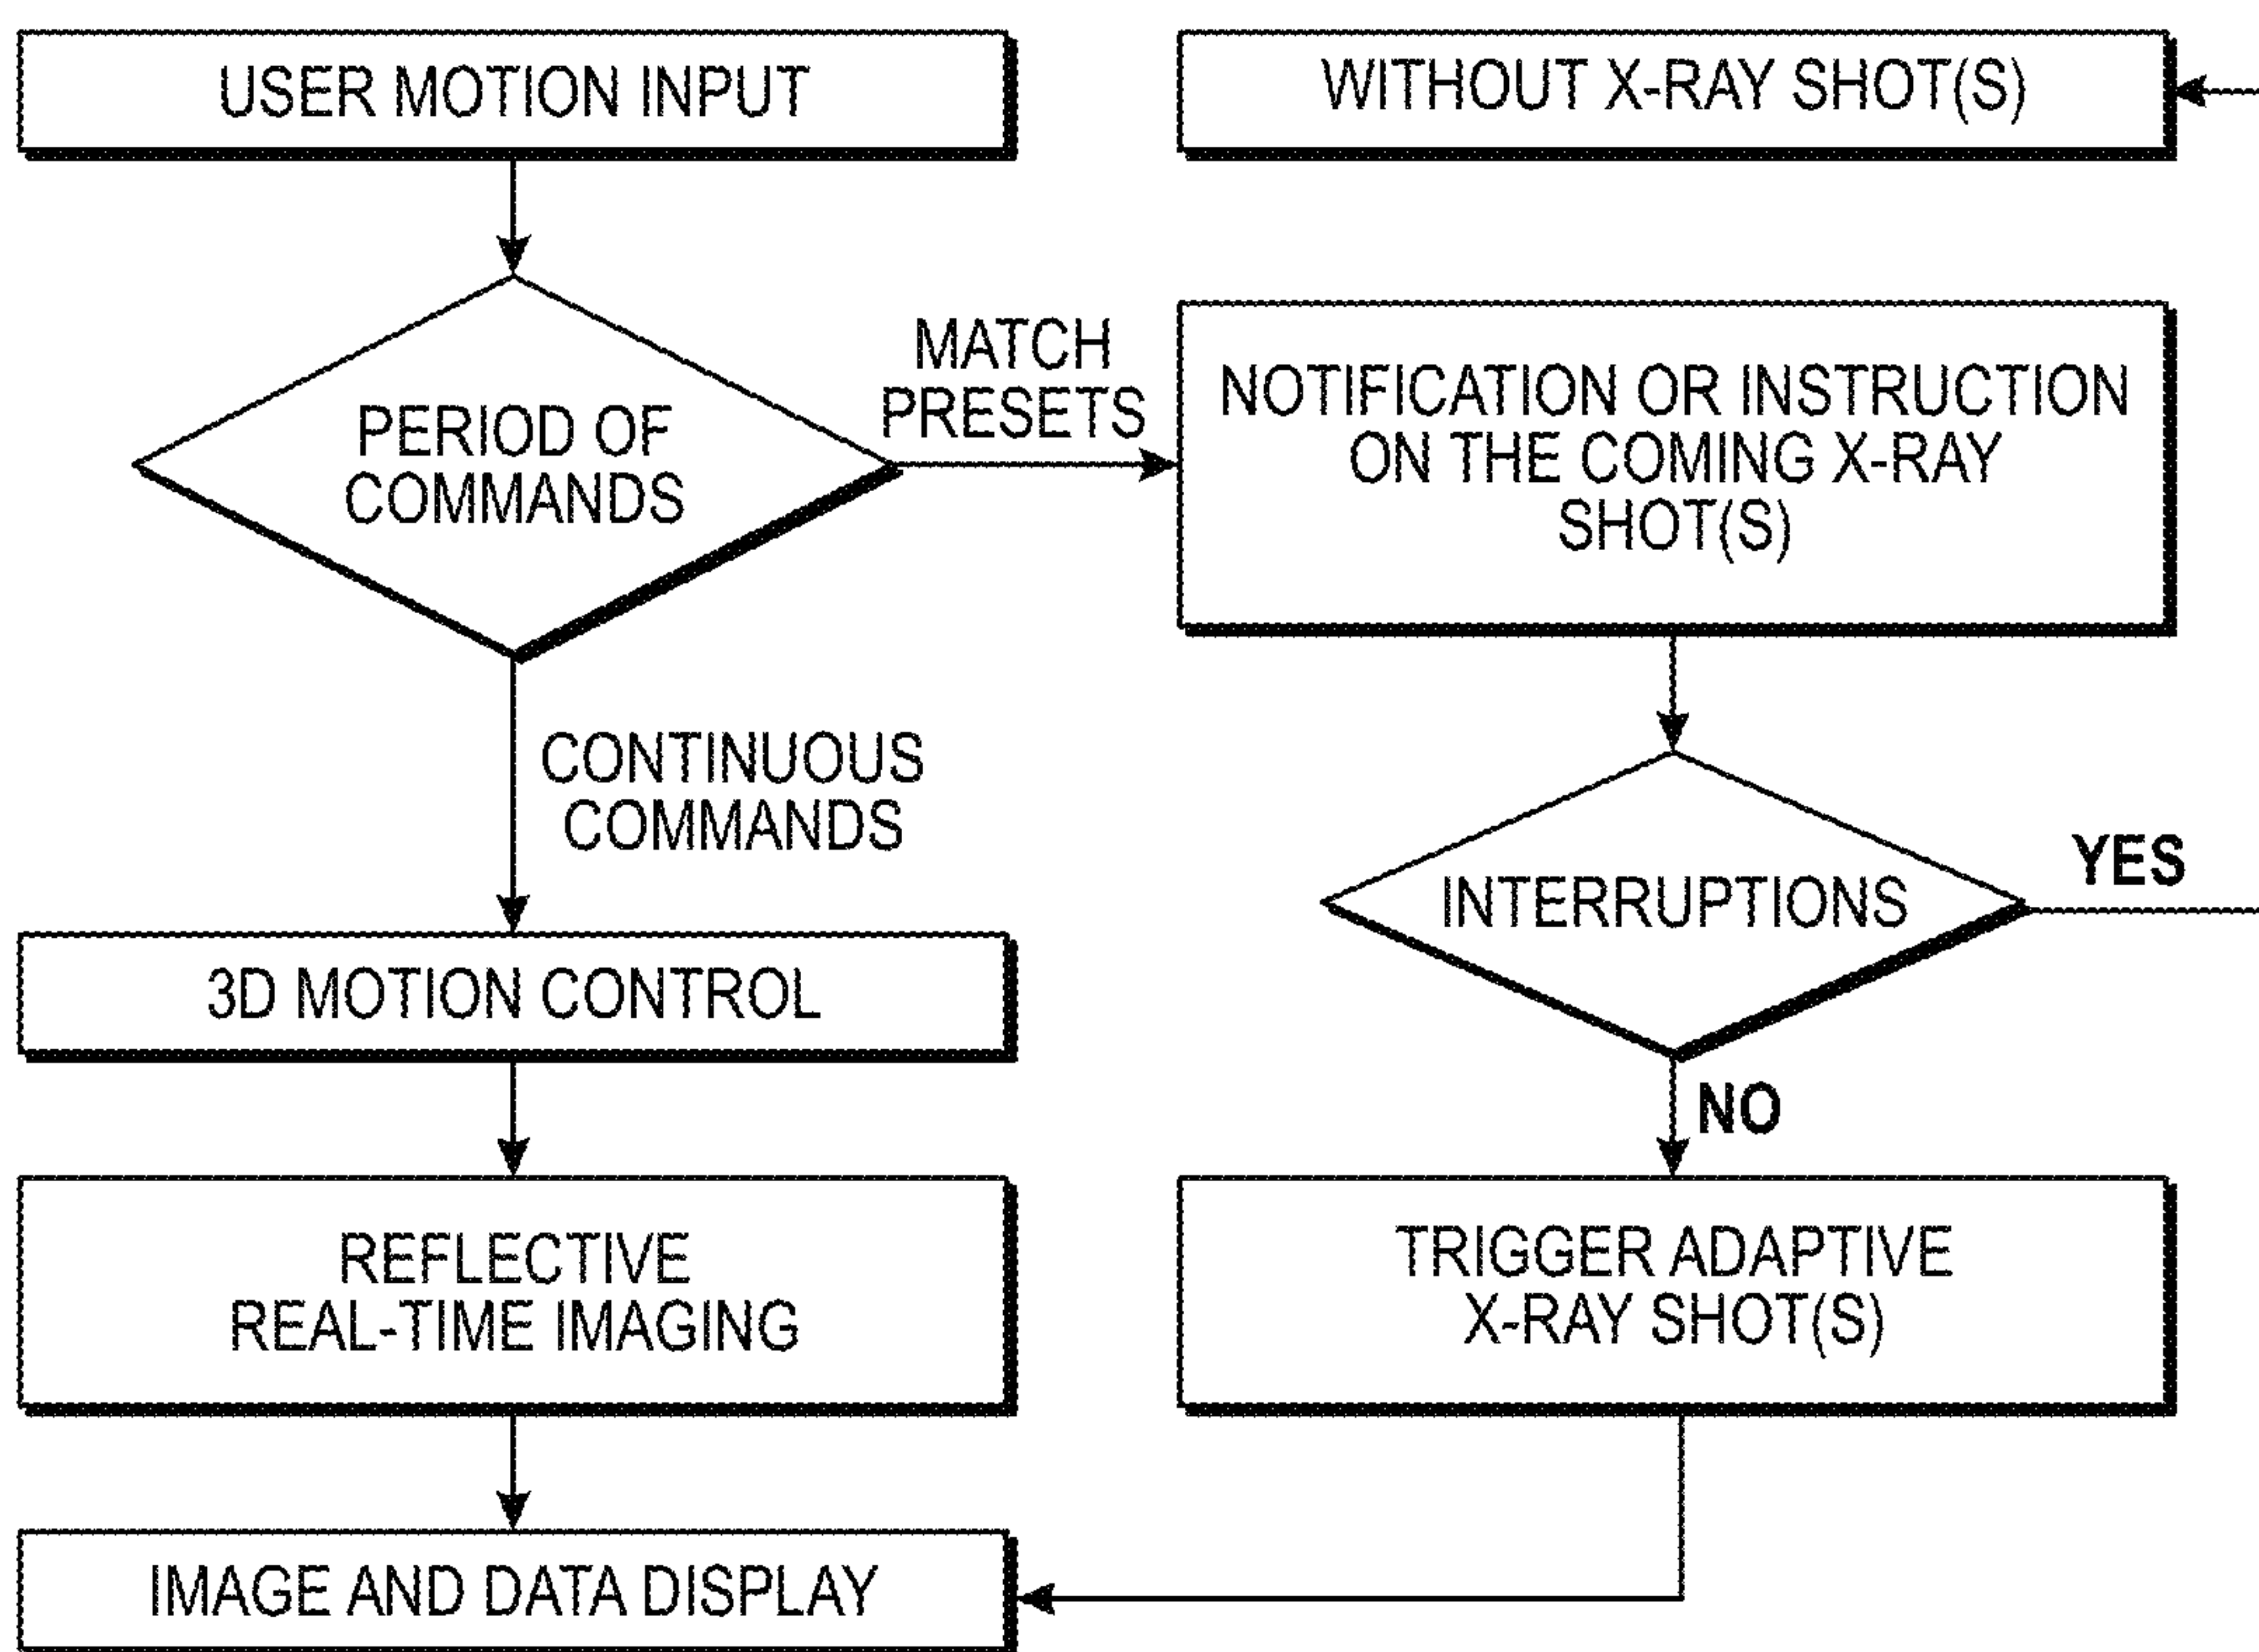 USER MOTION INPUT
WITHOUT X-RAY SHOT(S)
PERIOD OF
COMMANDS
MATCH
PRESETS
NOTIFICATION OR INSTRUCTION
ON THE COMING X-RAY
SHOT(S)
CONTINUOUS
COMMANDS
INTERRUPTIONS
YES
NO
3D MOTION CONTROL
REFLECTIVE
REAL-TIME IMAGING
TRIGGER ADAPTIVE
X-RAY SHOT(S)
IMAGE AND DATA DISPLAY